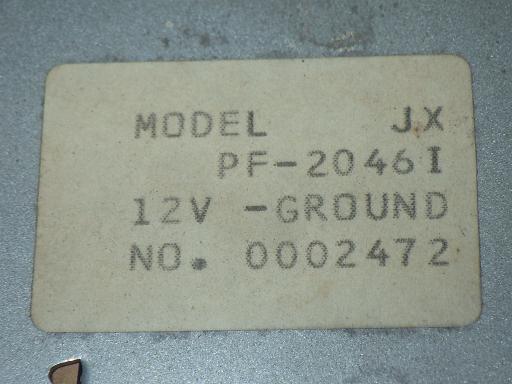 MODEL JX
PF-2046I
12V -GROUND
NO. 0002472